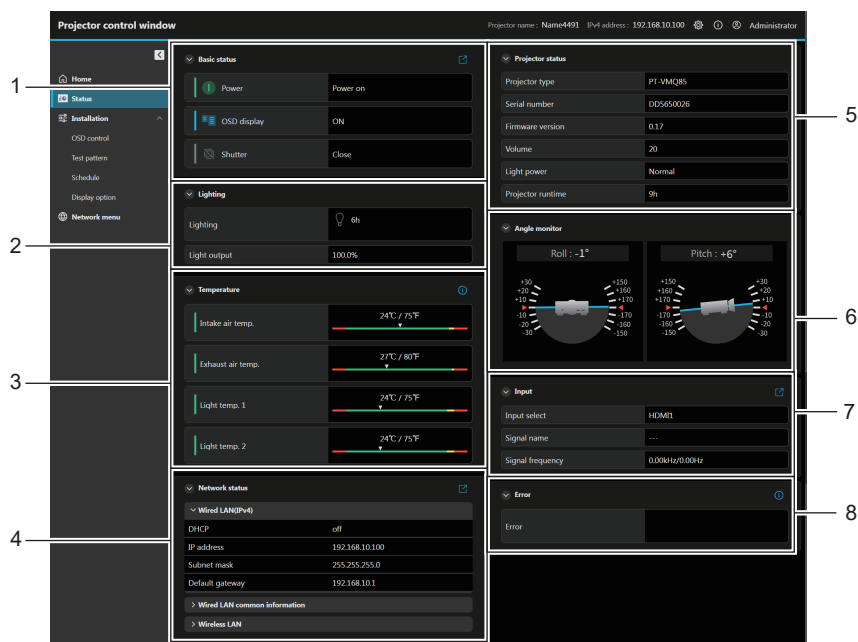 Projector control window
Projector name : Name4491 IPv4 address : 192.168.10.100 Administrator
Home
Status
Installation
OSD control
Test pattern
Schedule
Display option
Network menu
1
Basic status
Power Power on
OSD display ON
Shutter Close
2
Lighting
Lighting 6h
Light output 100.0%
3
Temperature
Intake air temp. 24℃ / 75℉
Exhaust air temp. 27℃ / 80℉
Light temp. 1 24℃ / 75℉
Light temp. 2 24℃ / 75℉
4
Network status
Wired LAN(IPv4)
DHCP off
IP address 192.168.10.100
Subnet mask 255.255.255.0
Default gateway 192.168.10.1
Wired LAN common information
Wireless LAN
Projector status
Projector type PT-VMQ85
Serial number DD5650026
Firmware version 0.17
Volume 20
Light power Normal
Projector runtime 9h
5
Angle monitor
Roll : -1° Pitch : +6°
+30 +150 +150 +30
+20 +160 +160 +20
+10 +170 +170 +10
-10 -170 -170 -10
-20 -160 -160 -20
-30 -150 -150 -30
6
Input
Input select HDMI1
Signal name ---
Signal frequency 0.00kHz/0.00Hz
7
Error
Error
8